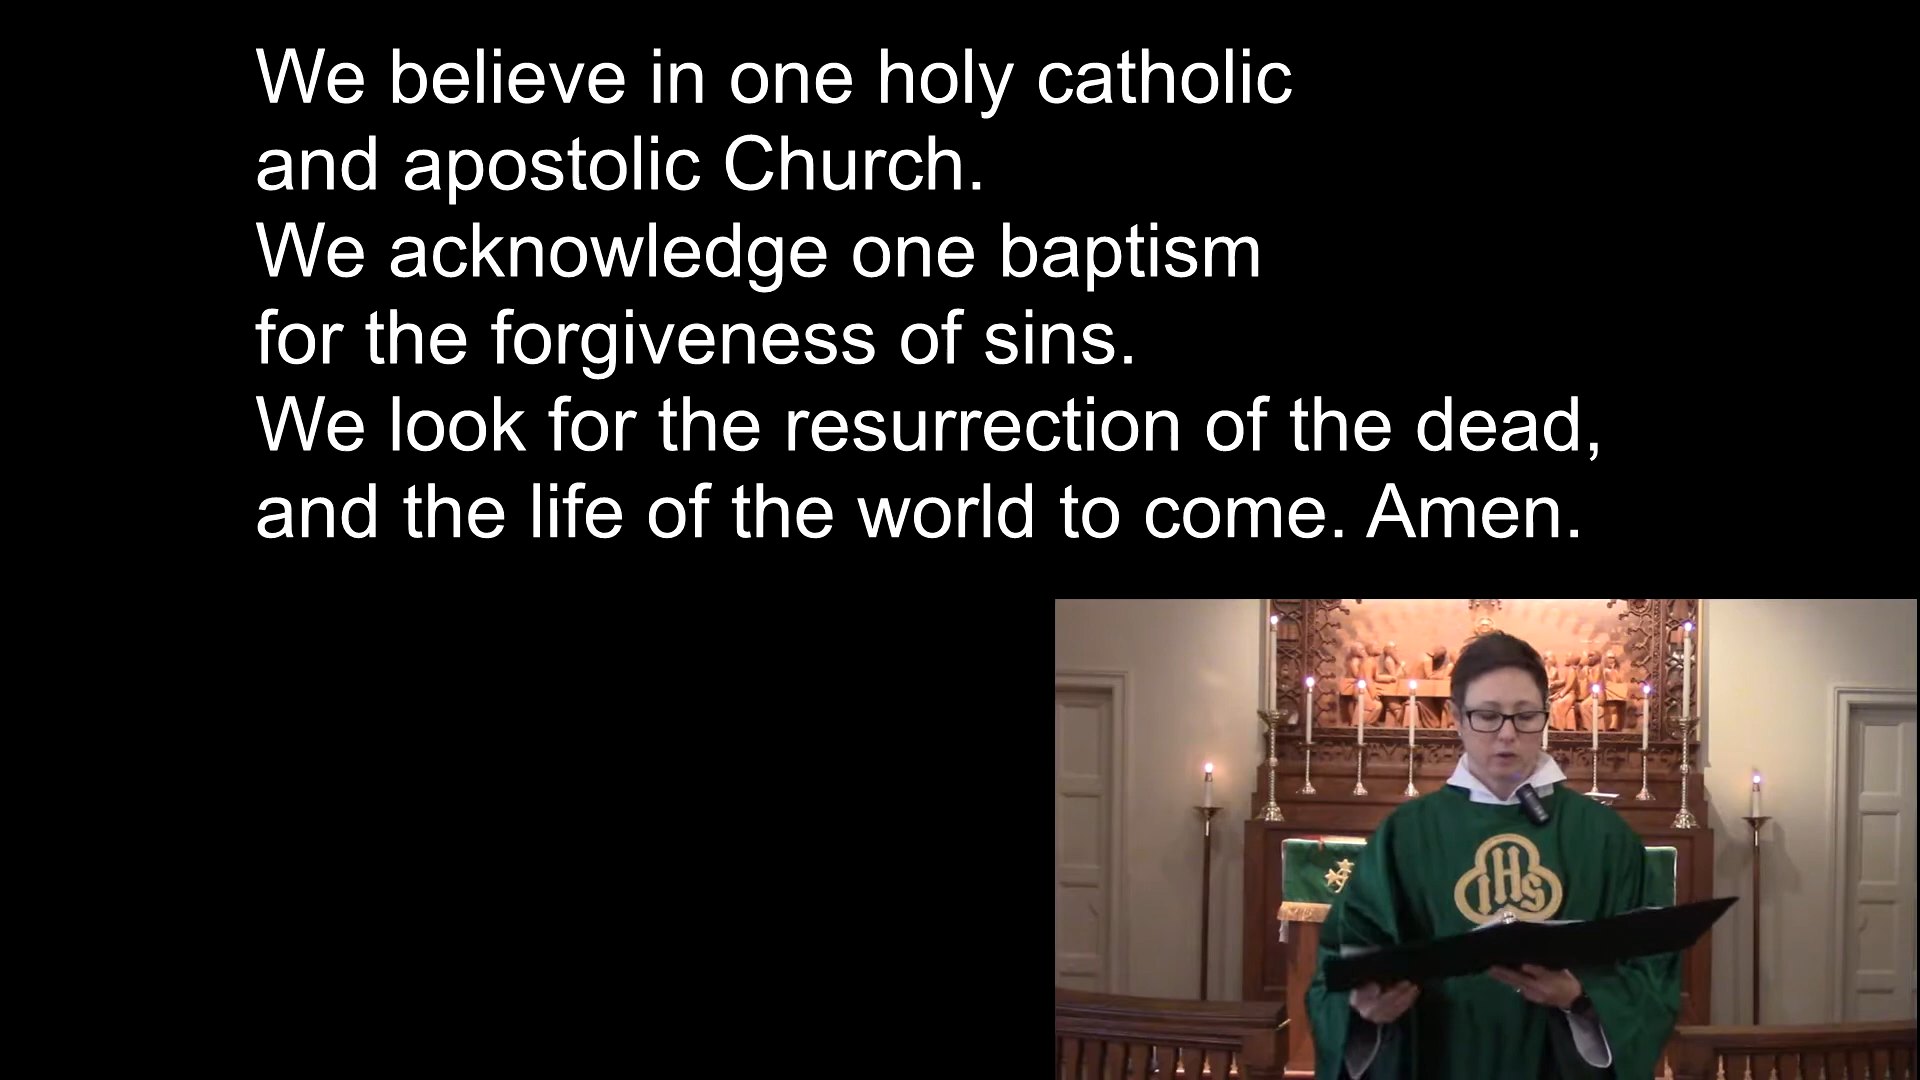 We believe in one holy catholic
and apostolic Church.
We acknowledge one baptism
for the forgiveness of sins.
We look for the resurrection of the dead,
and the life of the world to come. Amen.
IHS